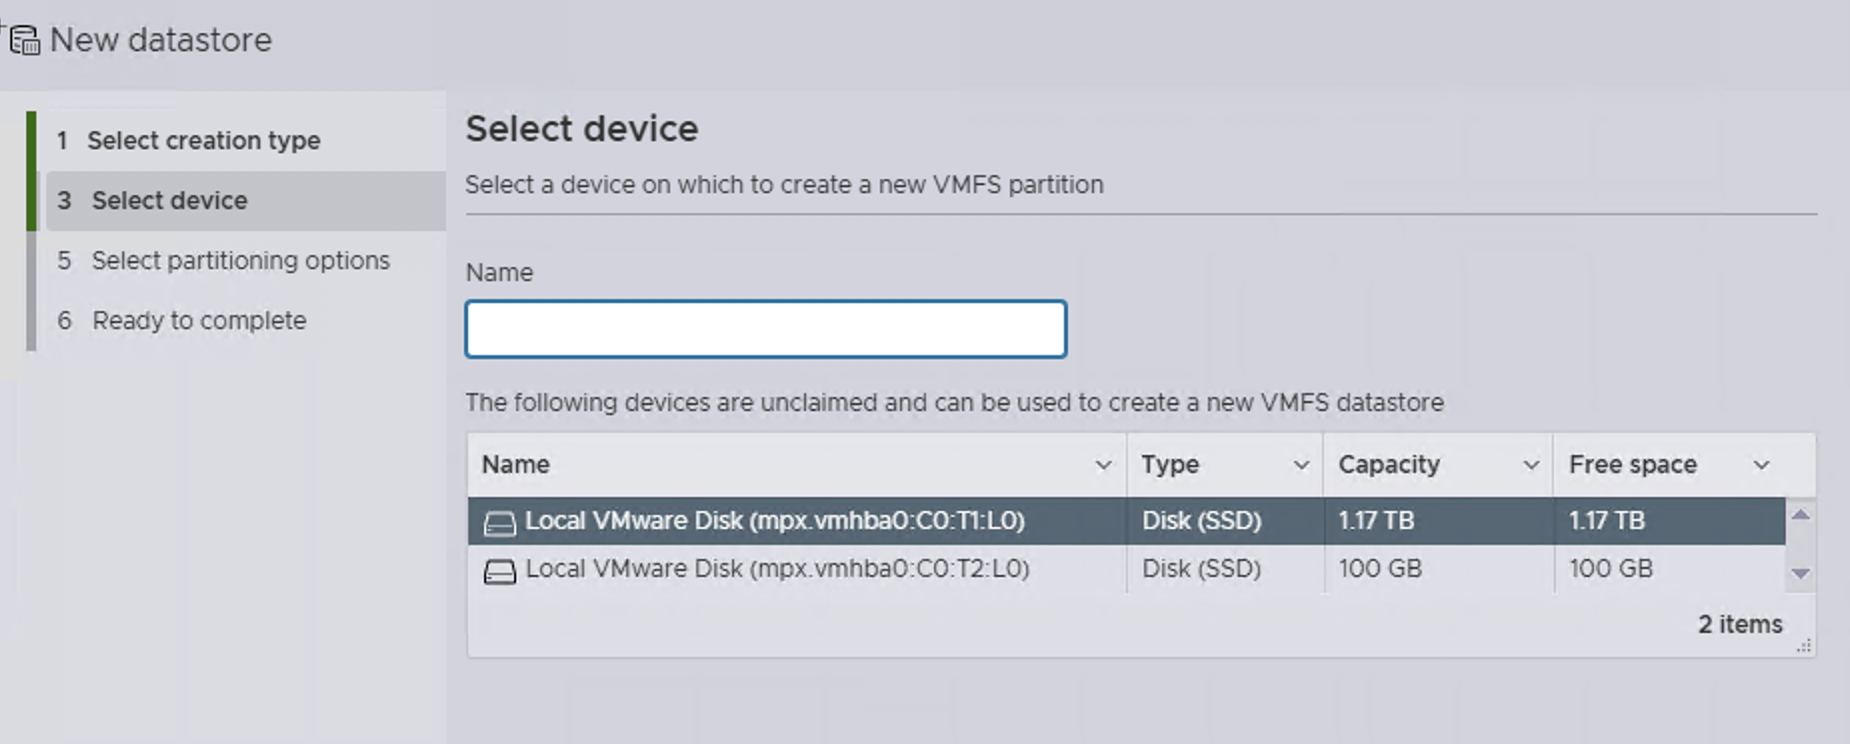 New datastore
1 Select creation type
3 Select device
5 Select partitioning options
6 Ready to complete
Select device
Select a device on which to create a new VMFS partition
Name
The following devices are unclaimed and can be used to create a new VMFS datastore
Name Type Capacity Free space
Local VMware Disk (mpx.vmhba0:C0:T1:L0) Disk (SSD) 1.17 TB 1.17 TB
Local VMware Disk (mpx.vmhba0:C0:T2:L0) Disk (SSD) 100 GB 100 GB
2 items